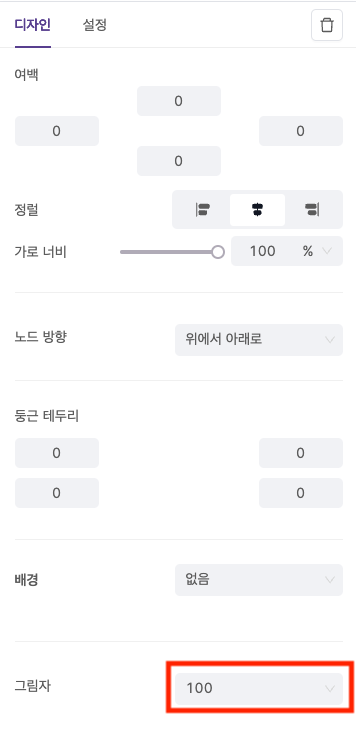 디자인 설정
여백
0
0 0
0
정렬
가로 너비 100 %
노드 방향 위에서 아래로
둥근 테두리
0 0
0 0
배경 없음
그림자 100